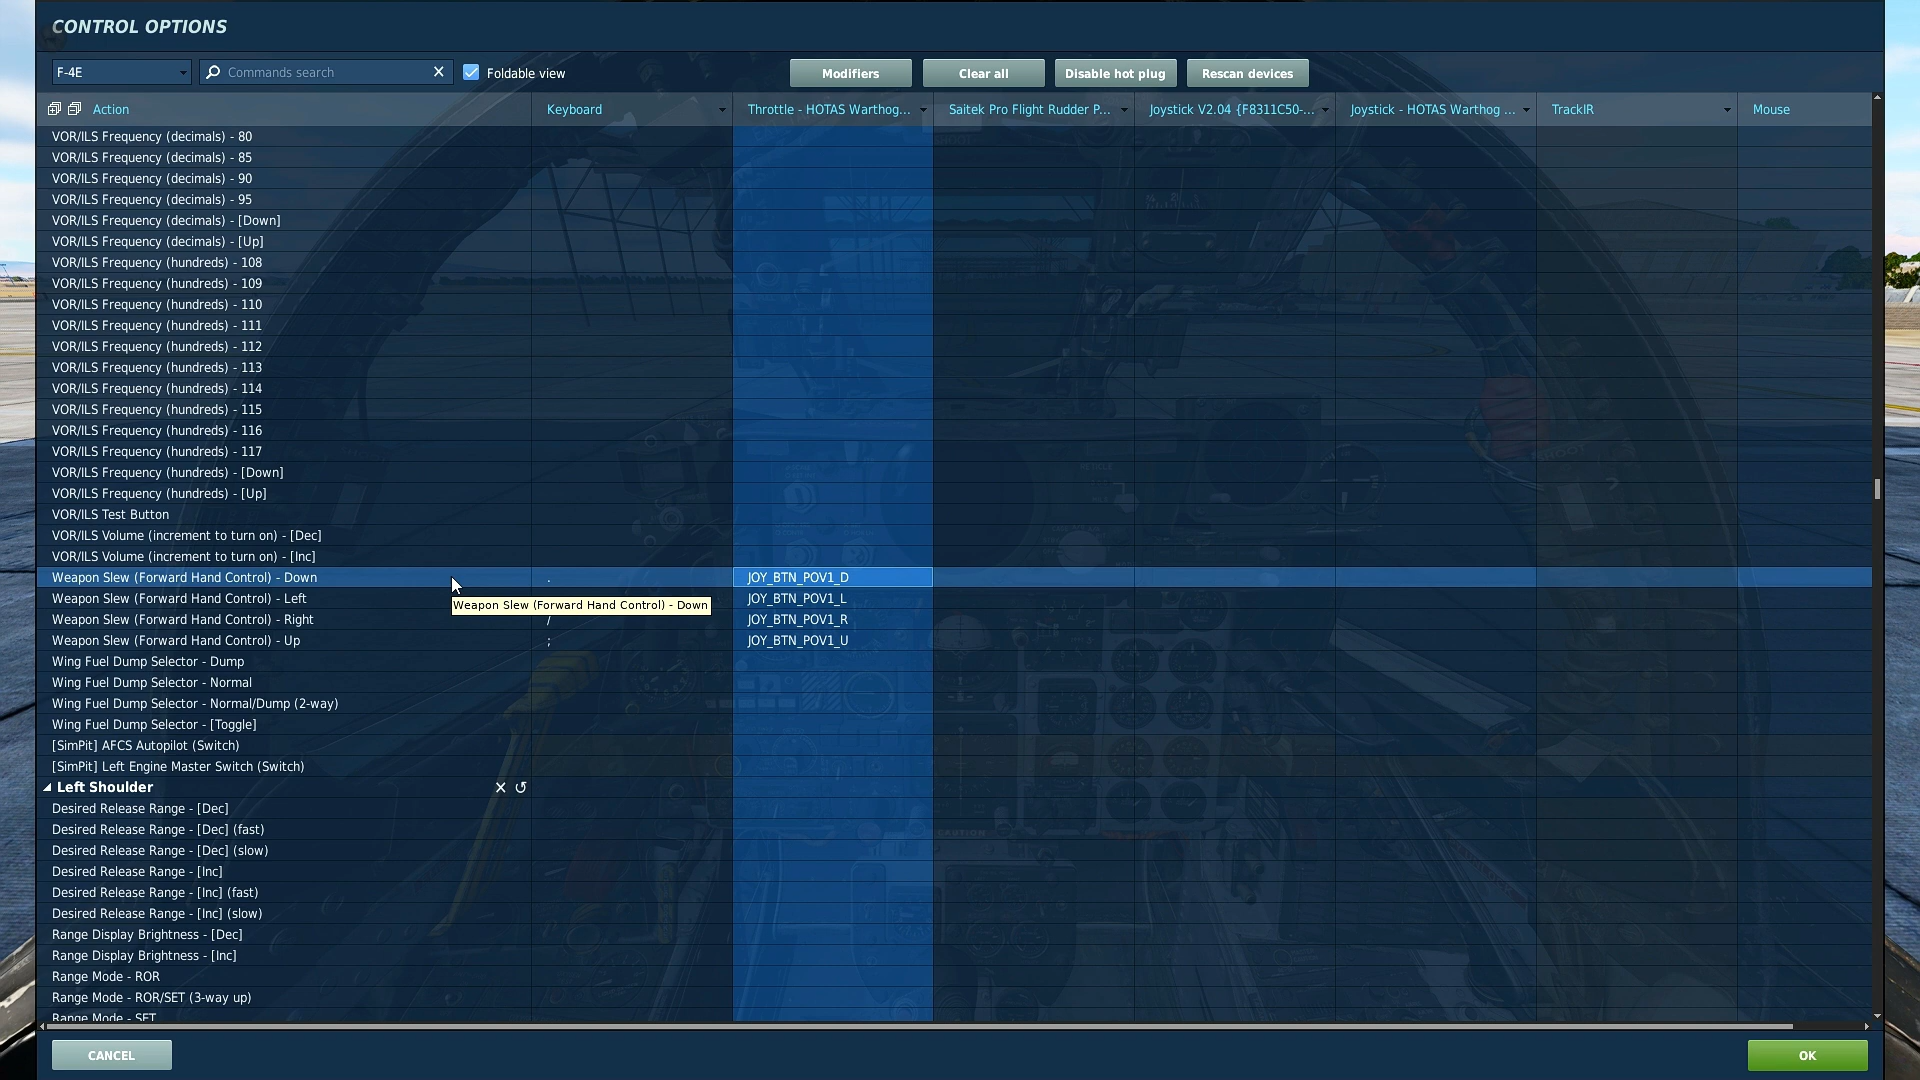 CONTROL OPTIONS
F-4E Commands search Foldable view Modifiers Clear all Disable hot plug Rescan devices
Action Keyboard Throttle - HOTAS Warthog... Saitek Pro Flight Rudder P... Joystick V2.04 {F8311C50-... Joystick - HOTAS Warthog ... TrackIR Mouse
VOR/ILS Frequency (decimals) - 80
VOR/ILS Frequency (decimals) - 85
VOR/ILS Frequency (decimals) - 90
VOR/ILS Frequency (decimals) - 95
VOR/ILS Frequency (decimals) - [Down]
VOR/ILS Frequency (decimals) - [Up]
VOR/ILS Frequency (hundreds) - 108
VOR/ILS Frequency (hundreds) - 109
VOR/ILS Frequency (hundreds) - 110
VOR/ILS Frequency (hundreds) - 111
VOR/ILS Frequency (hundreds) - 112
VOR/ILS Frequency (hundreds) - 113
VOR/ILS Frequency (hundreds) - 114
VOR/ILS Frequency (hundreds) - 115
VOR/ILS Frequency (hundreds) - 116
VOR/ILS Frequency (hundreds) - 117
VOR/ILS Frequency (hundreds) - [Down]
VOR/ILS Frequency (hundreds) - [Up]
VOR/ILS Test Button
VOR/ILS Volume (increment to turn on) - [Dec]
VOR/ILS Volume (increment to turn on) - [Inc]
Weapon Slew (Forward Hand Control) - Down . JOY_BTN_POV1_D
Weapon Slew (Forward Hand Control) - Left JOY_BTN_POV1_L
Weapon Slew (Forward Hand Control) - Down
Weapon Slew (Forward Hand Control) - Right / JOY_BTN_POV1_R
Weapon Slew (Forward Hand Control) - Up ; JOY_BTN_POV1_U
Wing Fuel Dump Selector - Dump
Wing Fuel Dump Selector - Normal
Wing Fuel Dump Selector - Normal/Dump (2-way)
Wing Fuel Dump Selector - [Toggle]
[SimPit] AFCS Autopilot (Switch)
[SimPit] Left Engine Master Switch (Switch)
Left Shoulder
Desired Release Range - [Dec]
Desired Release Range - [Dec] (fast)
Desired Release Range - [Dec] (slow)
Desired Release Range - [Inc]
Desired Release Range - [Inc] (fast)
Desired Release Range - [Inc] (slow)
Range Display Brightness - [Dec]
Range Display Brightness - [Inc]
Range Mode - ROR
Range Mode - ROR/SET (3-way up)
Range Mode - SET
CANCEL OK